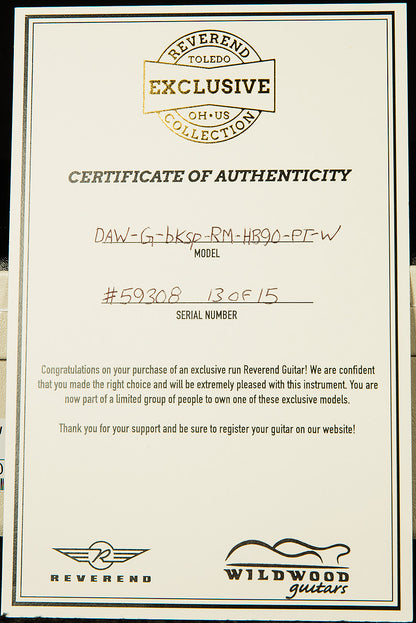 REVEREND
TOLEDO
EXCLUSIVE
OH • US
COLLECTION
CERTIFICATE OF AUTHENTICITY
DAW-G-bKsp-RM-HB90-PT-W
MODEL
#59308 13 OF 15
SERIAL NUMBER
Congratulations on your purchase of an exclusive run Reverend Guitar! We are confident
that you made the right choice and will be extremely pleased with this instrument. You are
now part of a limited group of people to own one of these exclusive models.
Thank you for your support and be sure to register your guitar on our website!
R
REVEREND
WILDWOOD
guitars